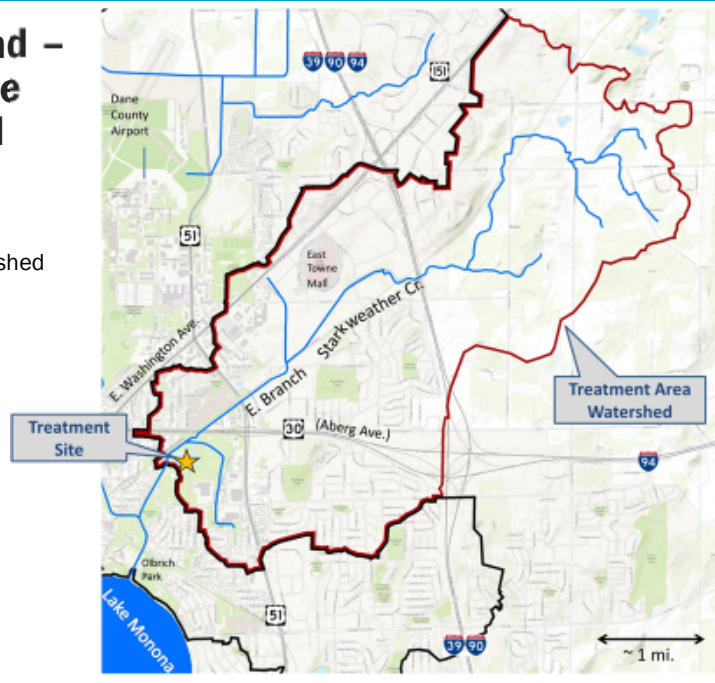 nd –
e
shed
39 90 94
151
Dane
County
Airport
51
East
Towne
Mall
E. Washington Ave.
E. Branch Starkweather Cr.
Treatment Area
Watershed
Treatment
Site
30 (Aberg Ave.)
94
Olbrich
Park
Lake Monona
51
39 90
~ 1 mi.